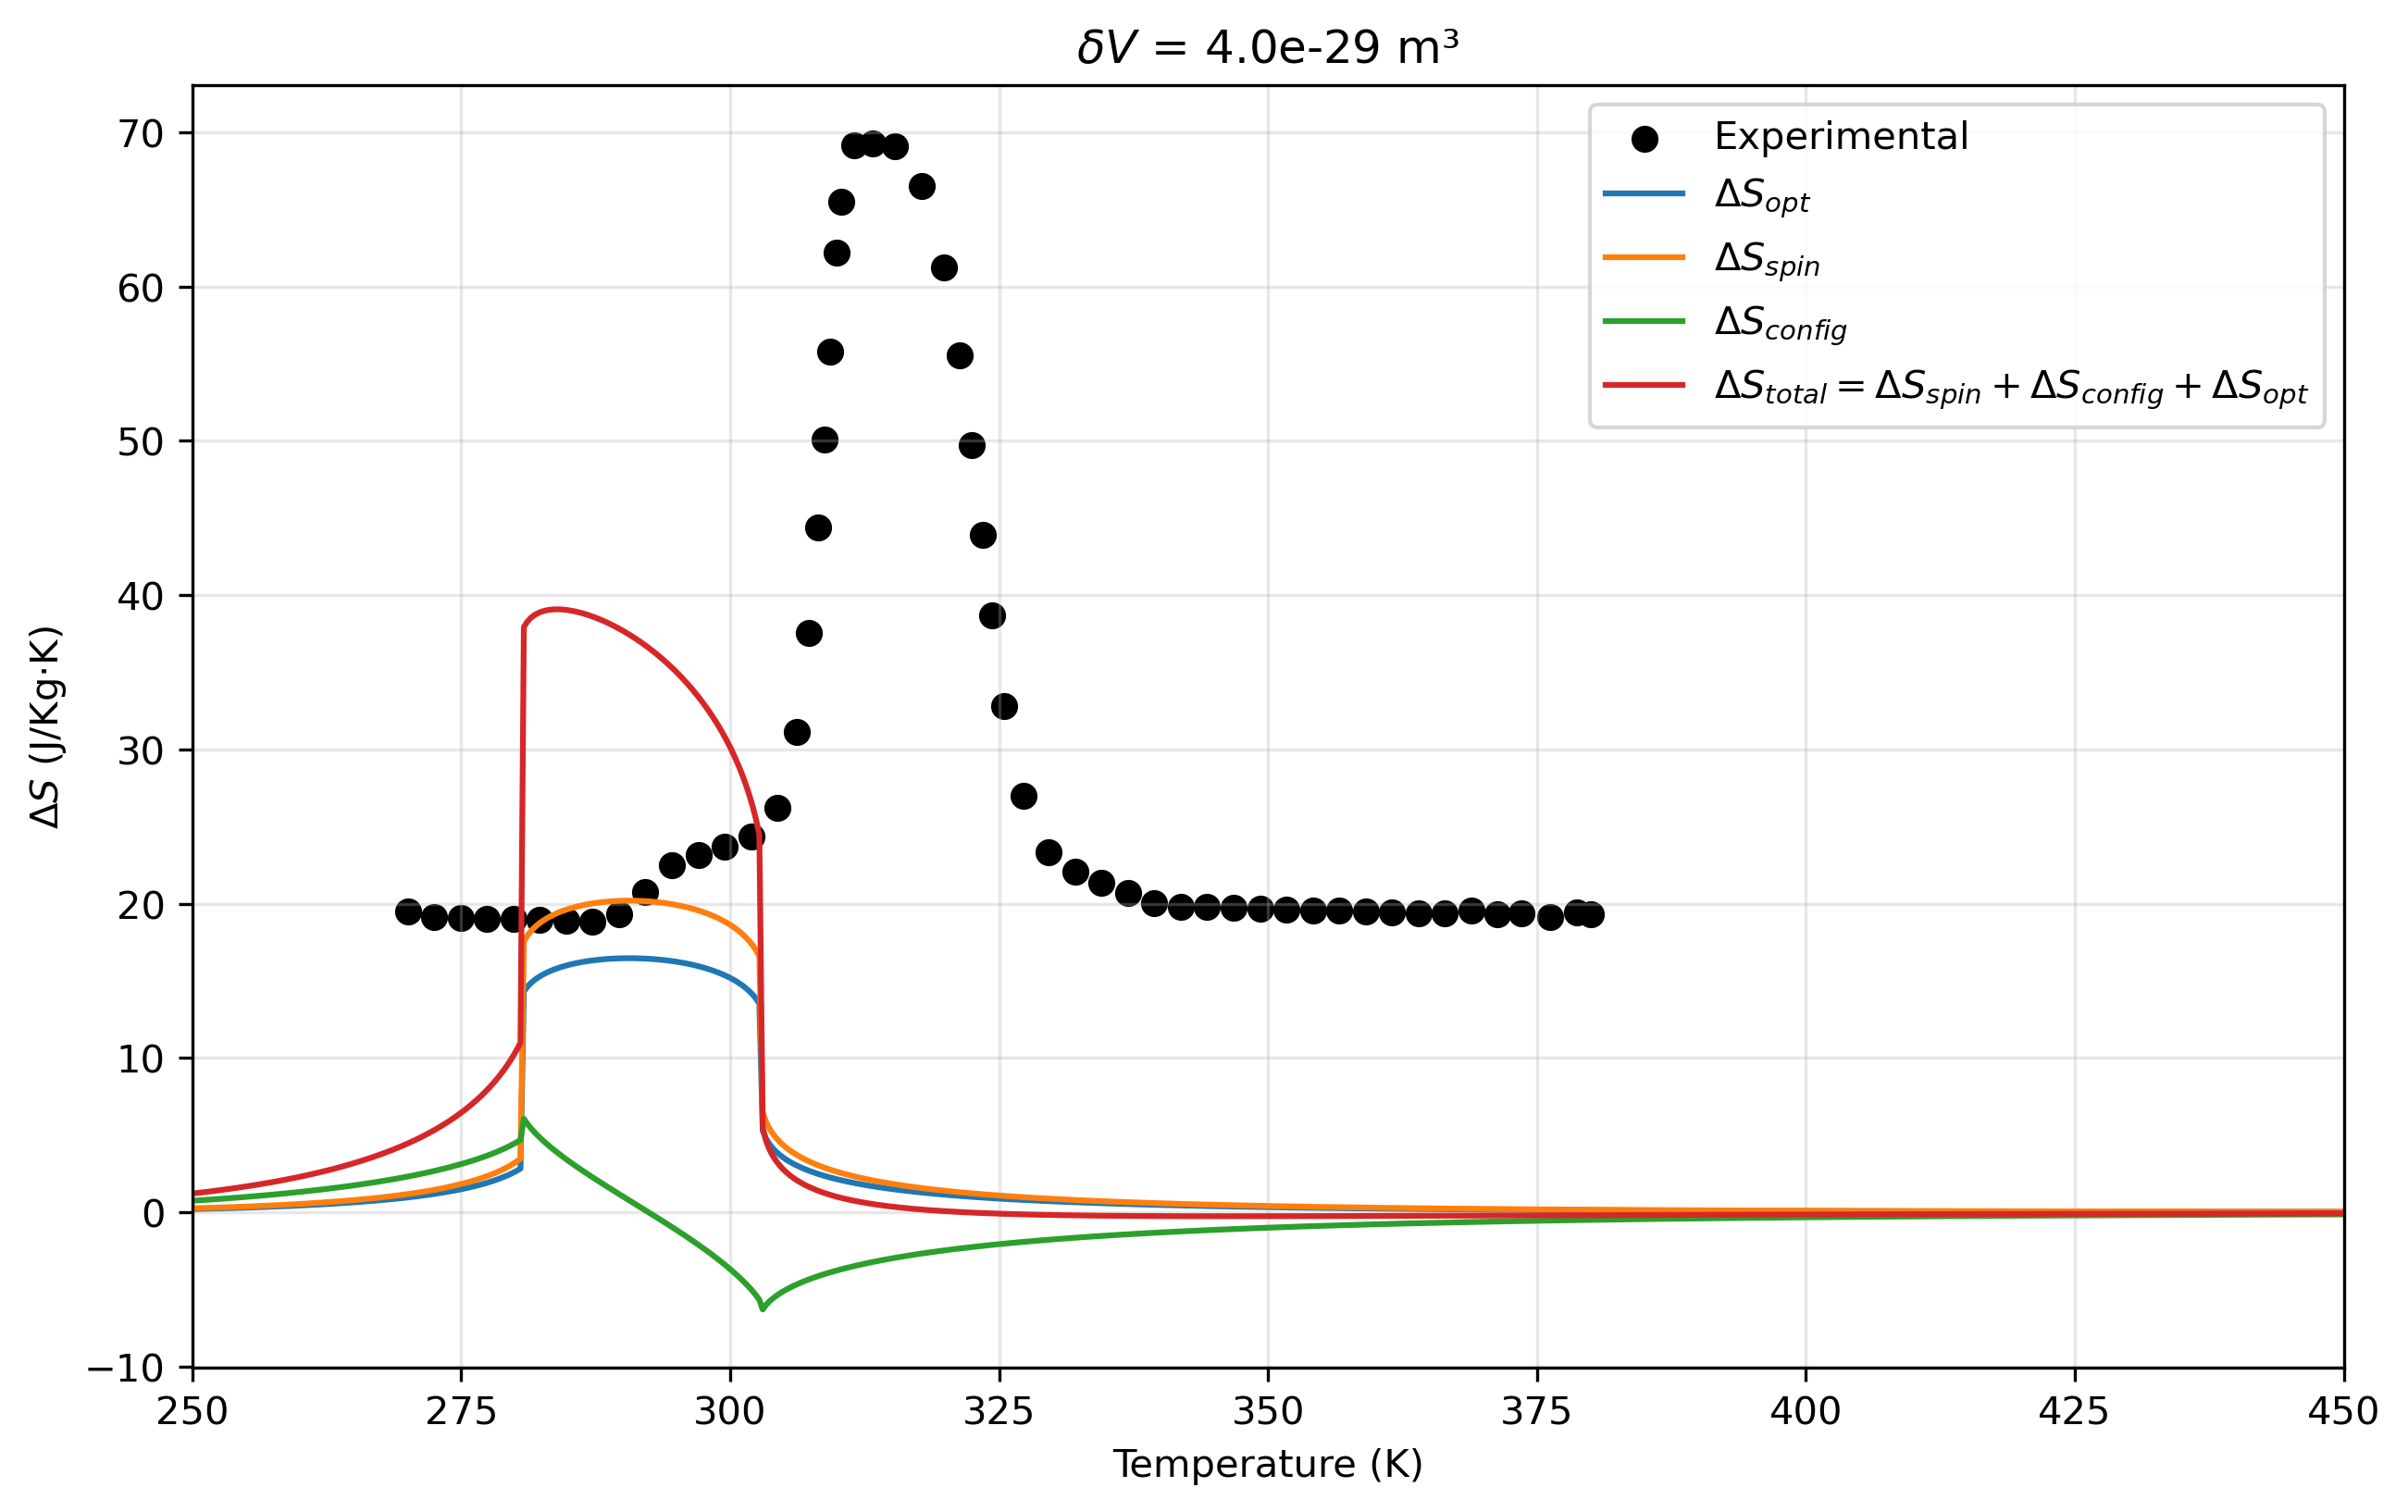 δV = 4.0e-29 m³
70
60
50
40
30
20
10
0
−10
ΔS (J/Kg·K)
Experimental
ΔS_opt
ΔS_spin
ΔS_config
ΔS_total = ΔS_spin + ΔS_config + ΔS_opt
250 275 300 325 350 375 400 425 450
Temperature (K)